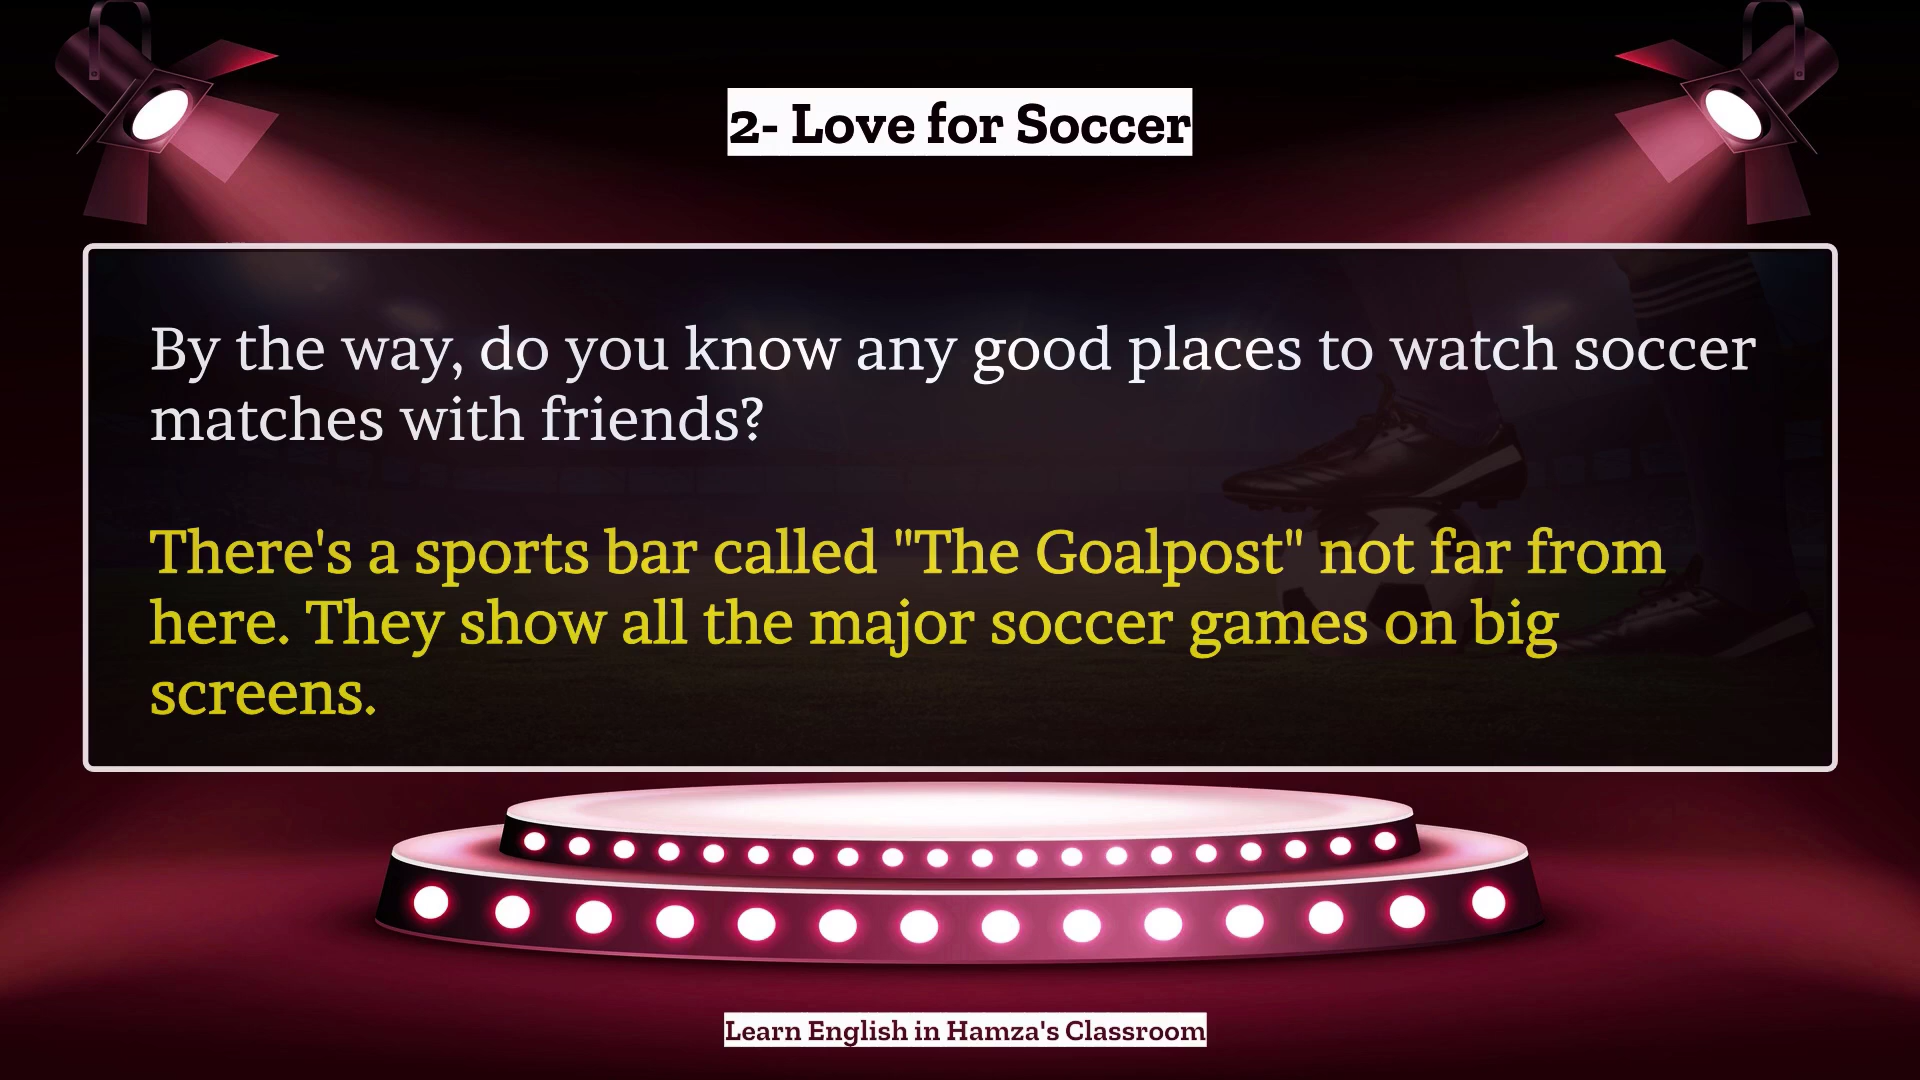 2- Love for Soccer
By the way, do you know any good places to watch soccer
matches with friends?
There's a sports bar called "The Goalpost" not far from
here. They show all the major soccer games on big
screens.
Learn English in Hamza's Classroom